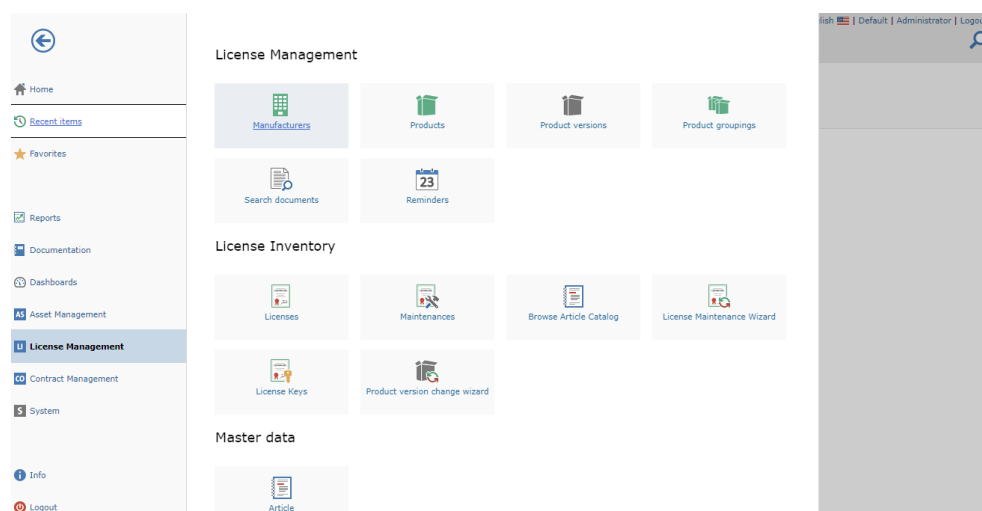 lish | Default | Administrator | Logou
License Management
Home
Manufacturers
Products
Product versions
Product groupings
Recent items
Favorites
Search documents
23
Reminders
Reports
License Inventory
Documentation
Dashboards
AS Asset Management
Licenses
Maintenances
Browse Article Catalog
License Maintenance Wizard
LI License Management
CO Contract Management
License Keys
Product version change wizard
S System
Master data
Info
Logout
Article